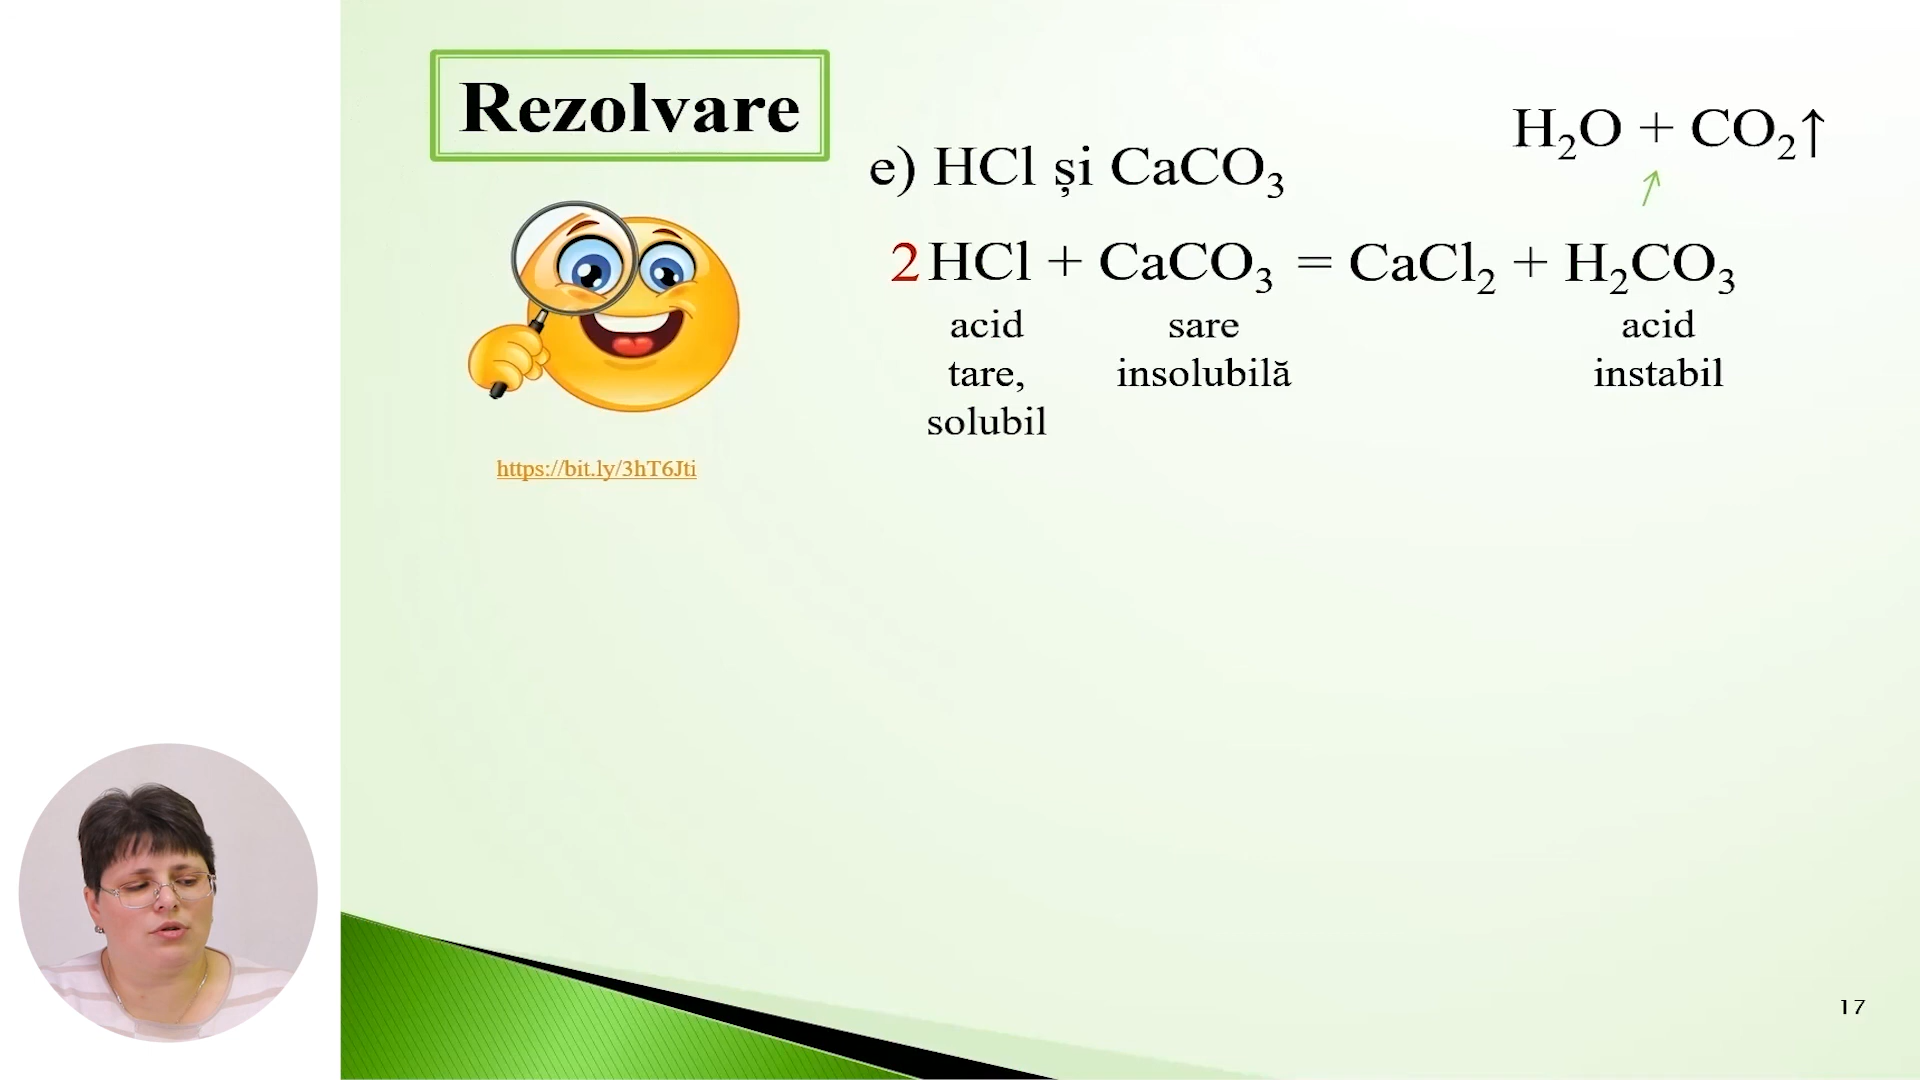 Rezolvare
H₂O + CO₂↑
e) HCl și CaCO₃
2HCl + CaCO₃ = CaCl₂ + H₂CO₃
acid sare acid
tare, insolubilă instabil
solubil
https://bit.ly/3hT6Jti
17